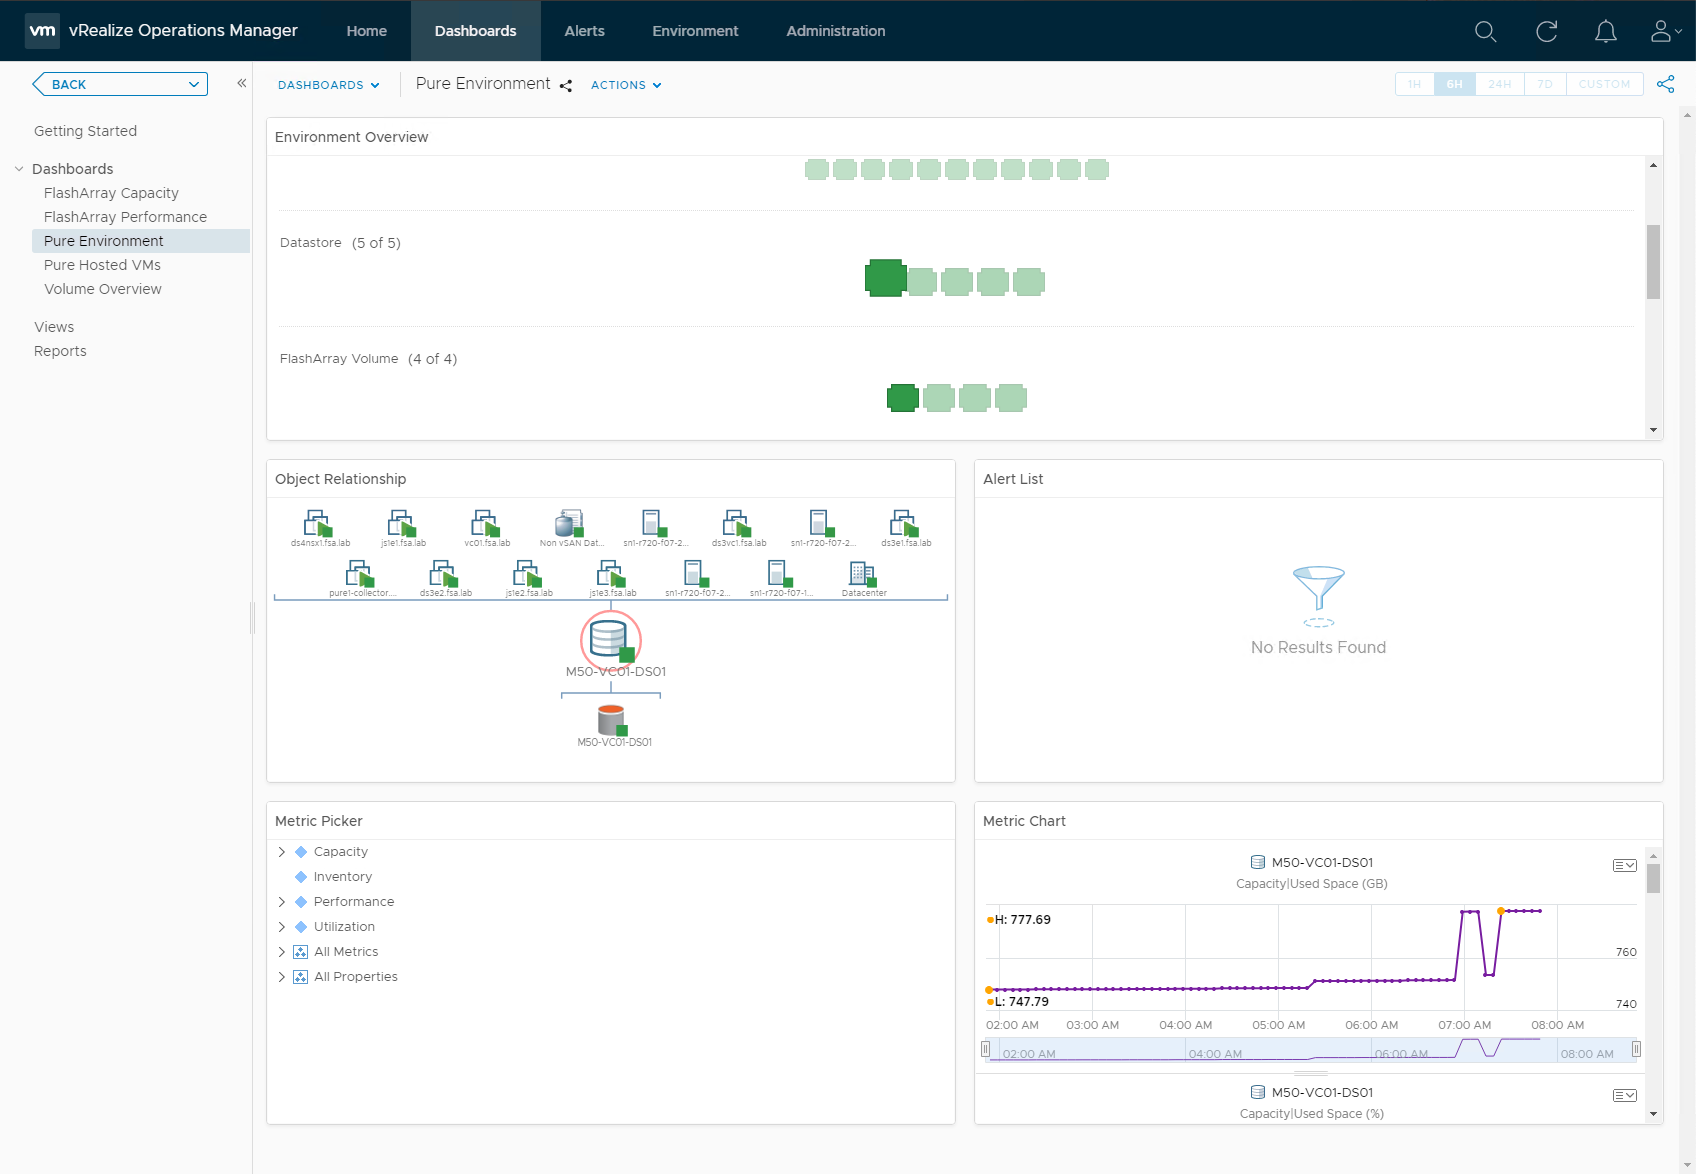 vm vRealize Operations Manager Home Dashboards Alerts Environment Administration
BACK
DASHBOARDS Pure Environment ACTIONS 1H 6H 24H 7D CUSTOM
Getting Started
Dashboards
FlashArray Capacity
FlashArray Performance
Pure Environment
Pure Hosted VMs
Volume Overview
Views
Reports
Environment Overview
Datastore (5 of 5)
FlashArray Volume (4 of 4)
Object Relationship
ds4nsx1.fsa.lab js1e1.fsa.lab vc01.fsa.lab Non vSAN Dat... sn1-r720-f07-2... ds3vc1.fsa.lab sn1-r720-f07-2... ds3e1.fsa.lab
pure1-collector.... ds3e2.fsa.lab js1e2.fsa.lab js1e3.fsa.lab sn1-r720-f07-2... sn1-r720-f07-1... Datacenter
M50-VC01-DS01
M50-VC01-DS01
Alert List
No Results Found
Metric Picker
Capacity
Inventory
Performance
Utilization
All Metrics
All Properties
Metric Chart
M50-VC01-DS01
Capacity|Used Space (GB)
H: 777.69
760
L: 747.79
740
02:00 AM 03:00 AM 04:00 AM 05:00 AM 06:00 AM 07:00 AM 08:00 AM
02:00 AM 04:00 AM 06:00 AM 08:00 AM
M50-VC01-DS01
Capacity|Used Space (%)